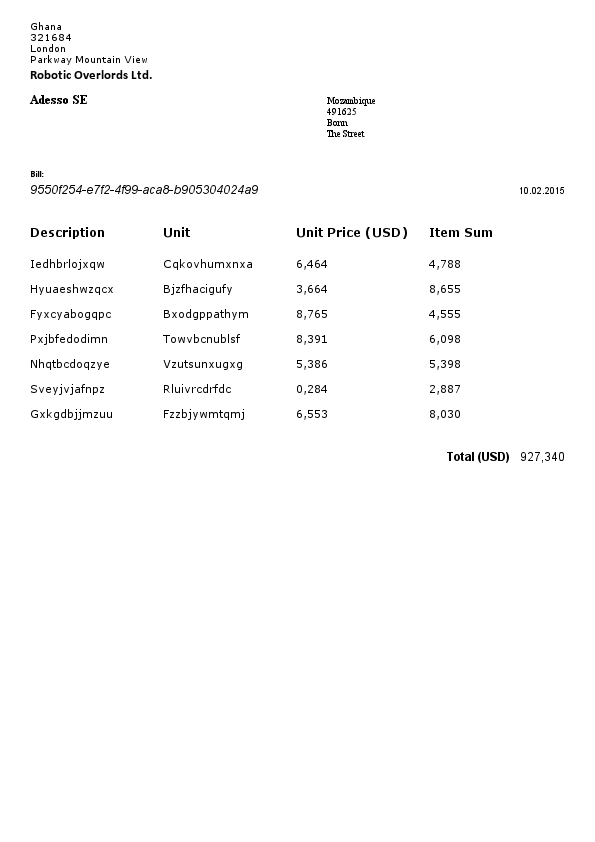 Ghana
321684
London
Parkway Mountain View
Robotic Overlords Ltd.
Adesso SE
Mozambique
491625
Bonn
The Street
Bill:
9550f254-e7f2-4f99-aca8-b905304024a9 10.02.2015
Description Unit Unit Price (USD) Item Sum
Iedhbrlojxqw Cqkovhumxnxa 6,464 4,788
Hyuaeshwzqcx Bjzfhacigufy 3,664 8,655
Fyxcyabogqpc Bxodgppathym 8,765 4,555
Pxjbfedodimn Towvbcnublsf 8,391 6,098
Nhqtbcdoqzye Vzutsunxugxg 5,386 5,398
Sveyjvjafnpz Rluivrcdrfdc 0,284 2,887
Gxkgdbjjmzuu Fzzbjywmtqmj 6,553 8,030
Total (USD) 927,340